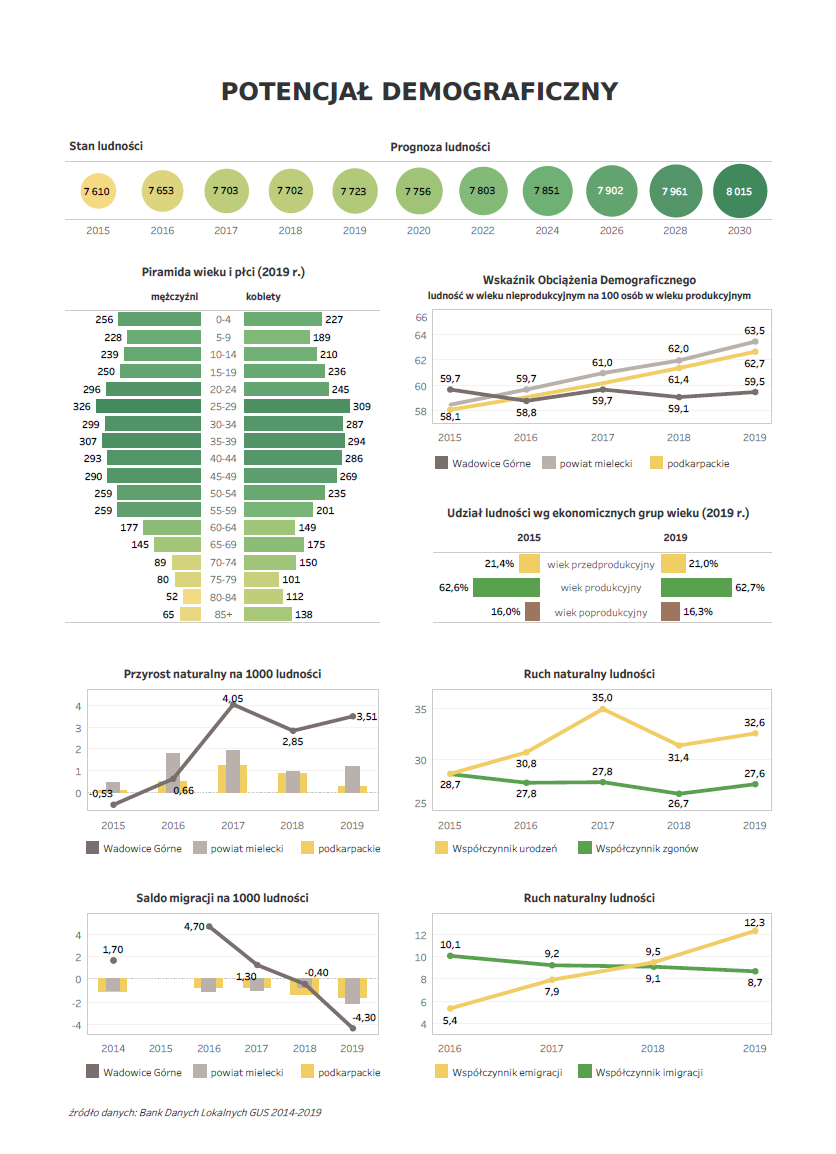 POTENCJAŁ DEMOGRAFICZNY
Stan ludności
Prognoza ludności
7 610 7 653 7 703 7 702 7 723 7 756 7 803 7 851 7 902 7 961 8 015
2015 2016 2017 2018 2019 2020 2022 2024 2026 2028 2030
Piramida wieku i płci (2019 r.)
mężczyźni kobiety
256 0-4 227
228 5-9 189
239 10-14 210
250 15-19 236
296 20-24 245
326 25-29 309
299 30-34 287
307 35-39 294
293 40-44 286
290 45-49 269
259 50-54 235
259 55-59 201
177 60-64 149
145 65-69 175
89 70-74 150
80 75-79 101
52 80-84 112
65 85+ 138
Wskaźnik Obciążenia Demograficznego
ludność w wieku nieprodukcyjnym na 100 osób w wieku produkcyjnym
66
64
62
60
58
63,5
62,0
61,0
62,7
59,7
59,7
61,4
59,5
59,7
58,8
59,1
58,1
2015 2016 2017 2018 2019
Wadowice Górne powiat mielecki podkarpackie
Udział ludności wg ekonomicznych grup wieku (2019 r.)
2015 2019
21,4% wiek przedprodukcyjny 21,0%
62,6% wiek produkcyjny 62,7%
16,0% wiek poprodukcyjny 16,3%
Przyrost naturalny na 1000 ludności
4
3
2
1
0
4,05
3,51
2,85
0,66
-0,53
2015 2016 2017 2018 2019
Wadowice Górne powiat mielecki podkarpackie
Ruch naturalny ludności
35
30
25
35,0
32,6
30,8
31,4
28,7
27,8
27,8
27,6
26,7
2015 2016 2017 2018 2019
Współczynnik urodzeń Współczynnik zgonów
Saldo migracji na 1000 ludności
4
2
0
-2
-4
4,70
1,70
1,30
-0,40
-4,30
2014 2015 2016 2017 2018 2019
Wadowice Górne powiat mielecki podkarpackie
Ruch naturalny ludności
12
10
8
6
4
12,3
10,1
9,2
9,5
7,9
9,1
8,7
5,4
2016 2017 2018 2019
Współczynnik emigracji Współczynnik imigracji
źródło danych: Bank Danych Lokalnych GUS 2014-2019